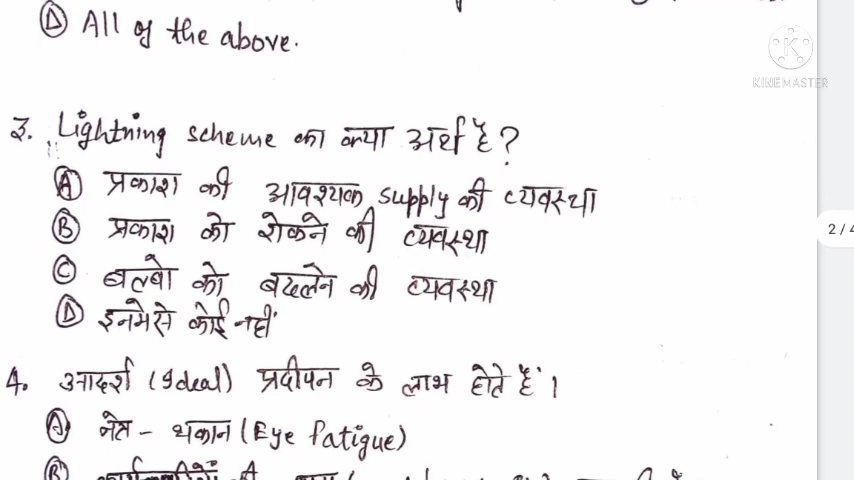 Ⓓ All of the above.
KINEMASTER
3. Lightning scheme का क्या अर्थ है ?
Ⓐ प्रकाश की आवश्यक supply की व्यवस्था
Ⓑ प्रकाश को रोकने की व्यवस्था
Ⓒ बल्बो को बदलेन की व्यवस्था
Ⓓ इनमेसे कोई नहीं
2 / 4
4. आदर्श (Ideal) प्रदीपन के लाभ होते हैं ।
Ⓐ नेत्र - थकान (Eye fatigue)
Ⓑ